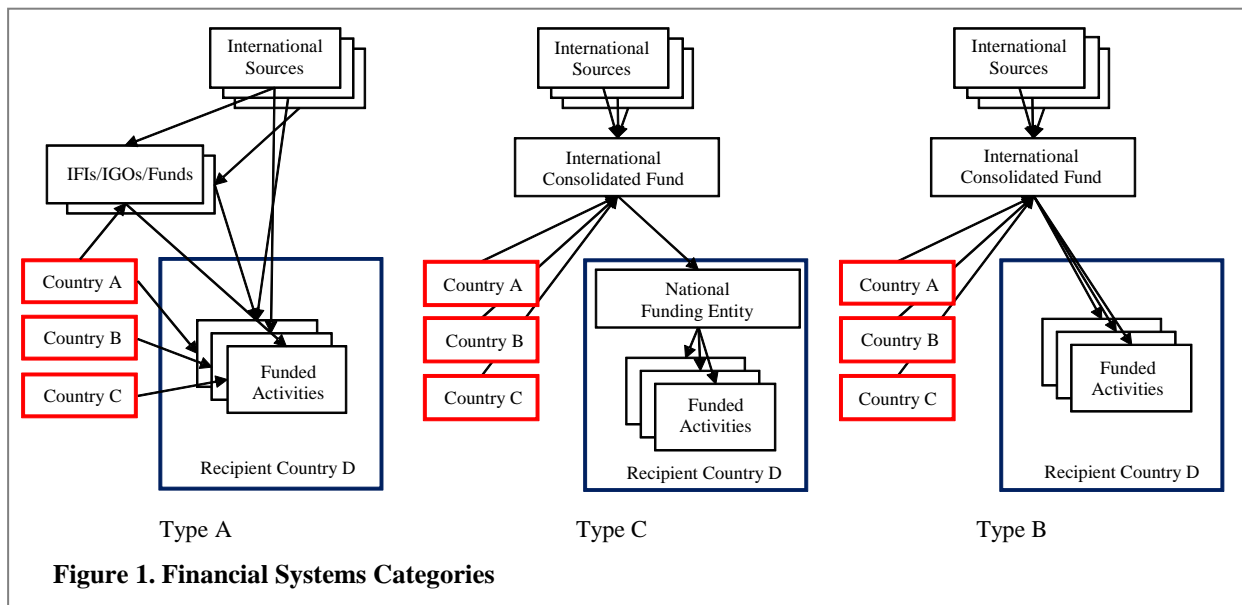 International
Sources
IFIs/IGOs/Funds
Country A
Country B
Country C
Funded
Activities
Recipient Country D
Type A
International
Sources
International
Consolidated Fund
Country A
Country B
Country C
National
Funding Entity
Funded
Activities
Recipient Country D
Type C
International
Sources
International
Consolidated Fund
Country A
Country B
Country C
Funded
Activities
Recipient Country D
Type B
Figure 1. Financial Systems Categories